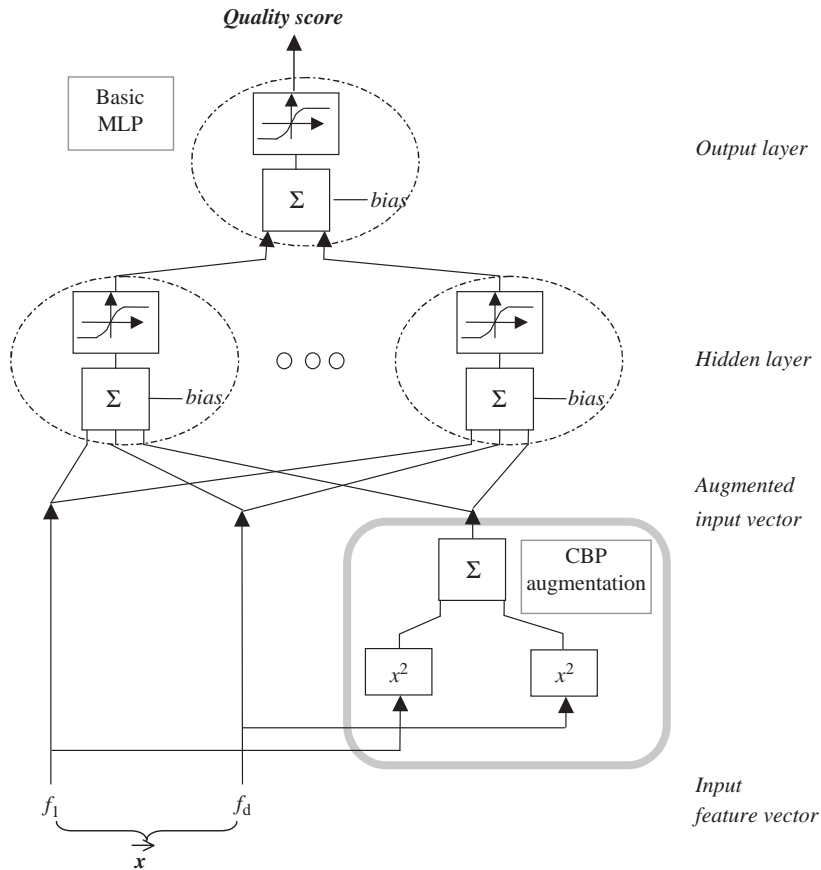 Quality score
Basic
MLP
Output layer
Σ
bias
Hidden layer
Σ
bias
Σ
bias
Augmented
input vector
Σ
CBP
augmentation
x²
x²
f₁
f_d
Input
feature vector
x